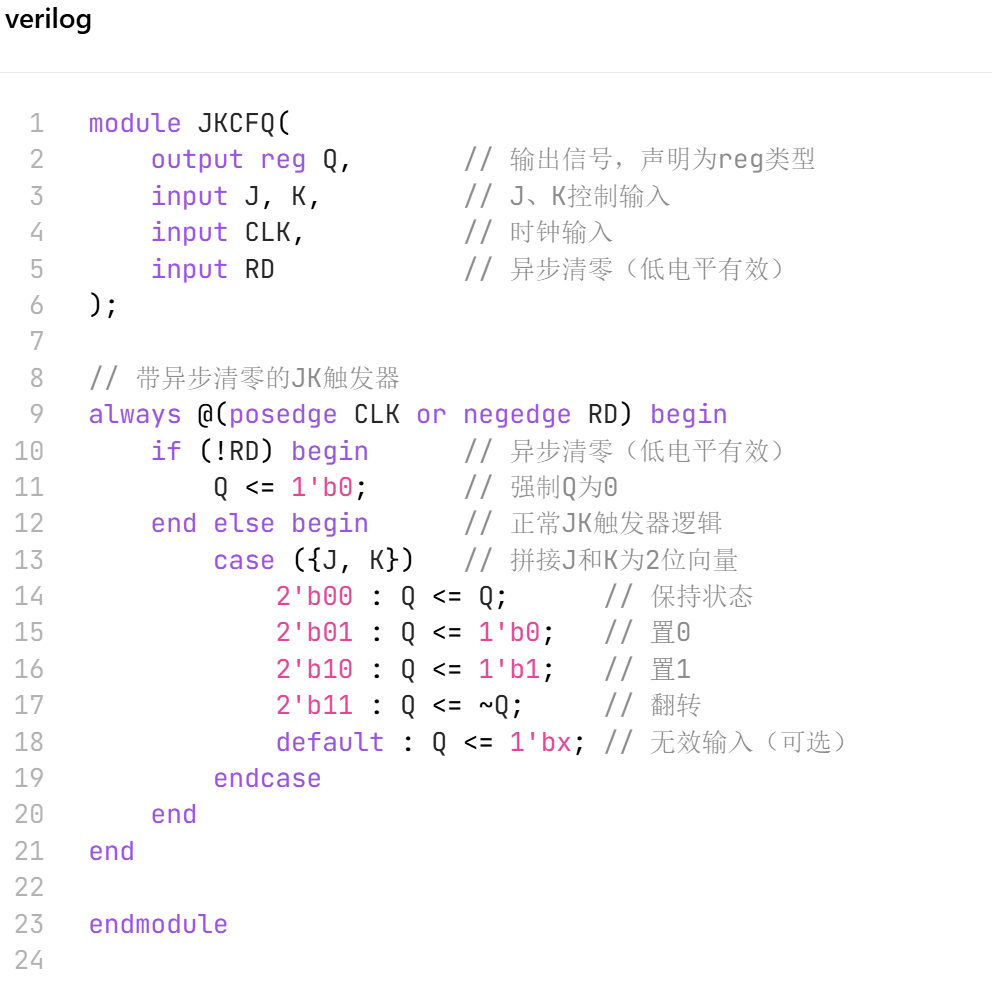 verilog
1 module JKCFQ(
2     output reg Q,       // 输出信号，声明为reg类型
3     input J, K,         // J、K控制输入
4     input CLK,          // 时钟输入
5     input RD            // 异步清零（低电平有效）
6 );
7
8 // 带异步清零的JK触发器
9 always @(posedge CLK or negedge RD) begin
10     if (!RD) begin      // 异步清零（低电平有效）
11         Q <= 1'b0;      // 强制Q为0
12     end else begin      // 正常JK触发器逻辑
13         case ({J, K})   // 拼接J和K为2位向量
14             2'b00 : Q <= Q;      // 保持状态
15             2'b01 : Q <= 1'b0;   // 置0
16             2'b10 : Q <= 1'b1;   // 置1
17             2'b11 : Q <= ~Q;     // 翻转
18             default : Q <= 1'bx; // 无效输入（可选）
19         endcase
20     end
21 end
22
23 endmodule
24